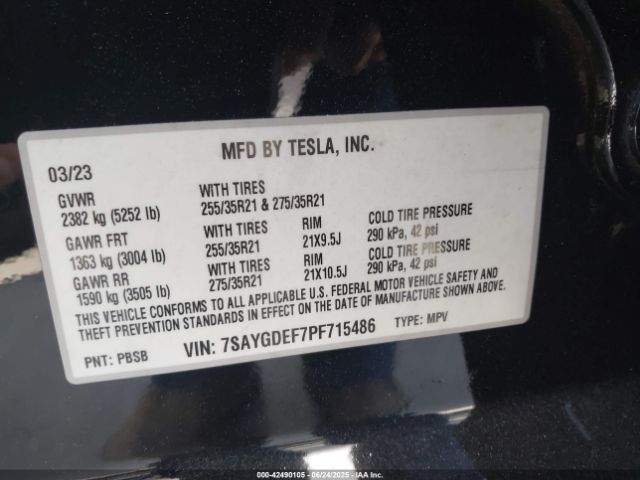 MFD BY TESLA, INC.
03/23
GVWR
2382 kg (5252 lb)
WITH TIRES
255/35R21 & 275/35R21
GAWR FRT
1363 kg (3004 lb)
WITH TIRES
255/35R21
RIM
21X9.5J
COLD TIRE PRESSURE
290 kPa, 42 psi
GAWR RR
1590 kg (3505 lb)
WITH TIRES
275/35R21
RIM
21X10.5J
COLD TIRE PRESSURE
290 kPa, 42 psi
THIS VEHICLE CONFORMS TO ALL APPLICABLE U.S. FEDERAL MOTOR VEHICLE SAFETY AND
THEFT PREVENTION STANDARDS IN EFFECT ON THE DATE OF MANUFACTURE SHOWN ABOVE.
PNT: PBSB VIN: 7SAYGDEF7PF715486 TYPE: MPV
000-42490105 - 06/24/2025 - IAA Inc.